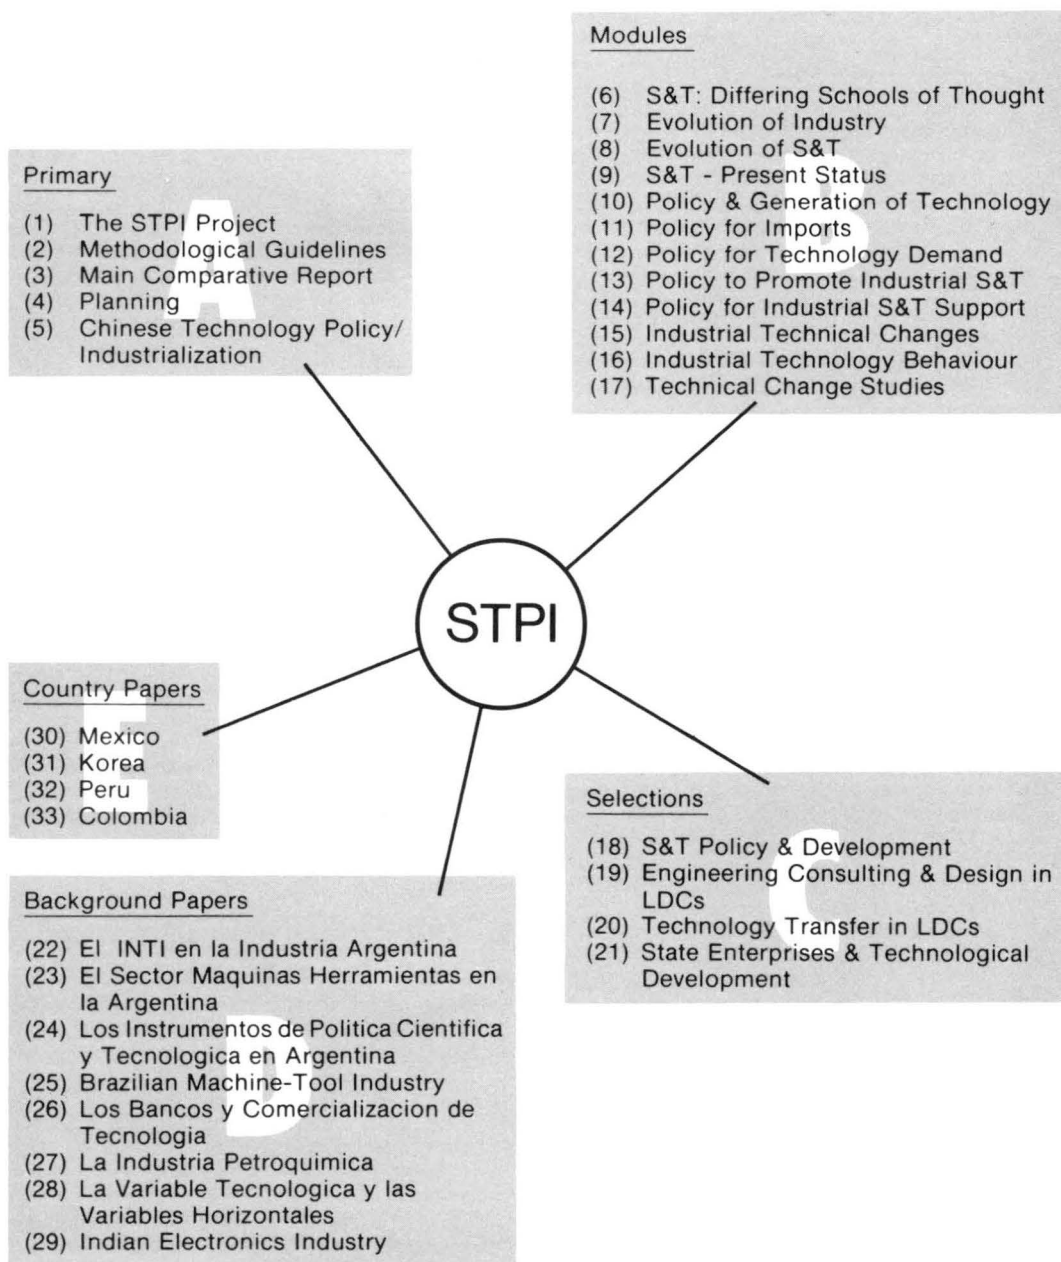 Primary
(1) The STPI Project
(2) Methodological Guidelines
(3) Main Comparative Report
(4) Planning
(5) Chinese Technology Policy/
Industrialization
A
Modules
(6) S&T: Differing Schools of Thought
(7) Evolution of Industry
(8) Evolution of S&T
(9) S&T - Present Status
(10) Policy & Generation of Technology
(11) Policy for Imports
(12) Policy for Technology Demand
(13) Policy to Promote Industrial S&T
(14) Policy for Industrial S&T Support
(15) Industrial Technical Changes
(16) Industrial Technology Behaviour
(17) Technical Change Studies
B
STPI
Country Papers
(30) Mexico
(31) Korea
(32) Peru
(33) Colombia
E
Selections
(18) S&T Policy & Development
(19) Engineering Consulting & Design in
LDCs
(20) Technology Transfer in LDCs
(21) State Enterprises & Technological
Development
C
Background Papers
(22) El INTI en la Industria Argentina
(23) El Sector Maquinas Herramientas en
la Argentina
(24) Los Instrumentos de Politica Cientifica
y Tecnologica en Argentina
(25) Brazilian Machine-Tool Industry
(26) Los Bancos y Comercializacion de
Tecnologia
(27) La Industria Petroquimica
(28) La Variable Tecnologica y las
Variables Horizontales
(29) Indian Electronics Industry
D